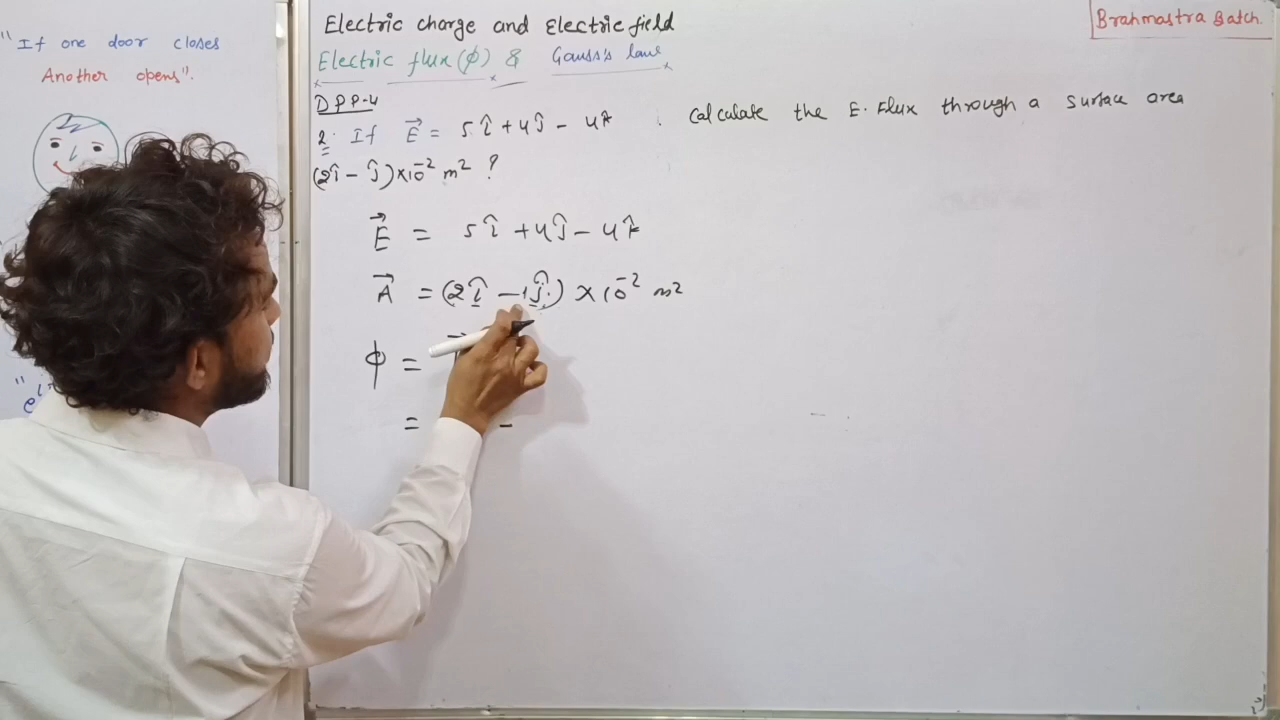 "If one door closes
Another opens".
Electric charge and Electric field
Brahmastra Batch.
Electric flux (ϕ) & Gauss's law
DPP-4
2. If E⃗ = 5î + 4ĵ - 4k̂ . Calculate the E. Flux through a surface area
(2î - ĵ) × 10⁻² m² ?
E⃗ = 5î + 4ĵ - 4k̂
A⃗ = (2î - 1ĵ) × 10⁻² m²
ϕ =
= -